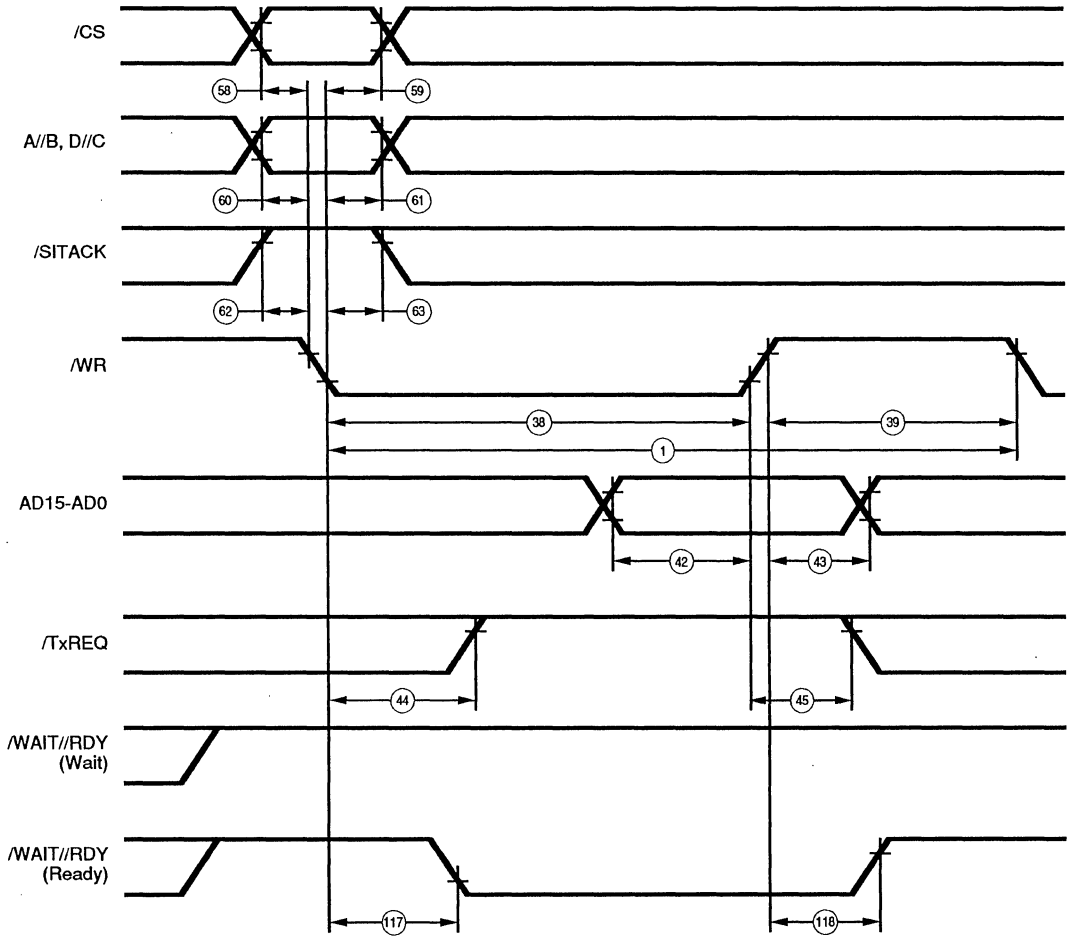 /CS
58
59
A//B, D//C
60
61
/SITACK
62
63
/WR
38
39
1
AD15-AD0
42
43
/TxREQ
44
45
/WAIT//RDY
(Wait)
/WAIT//RDY
(Ready)
117
118